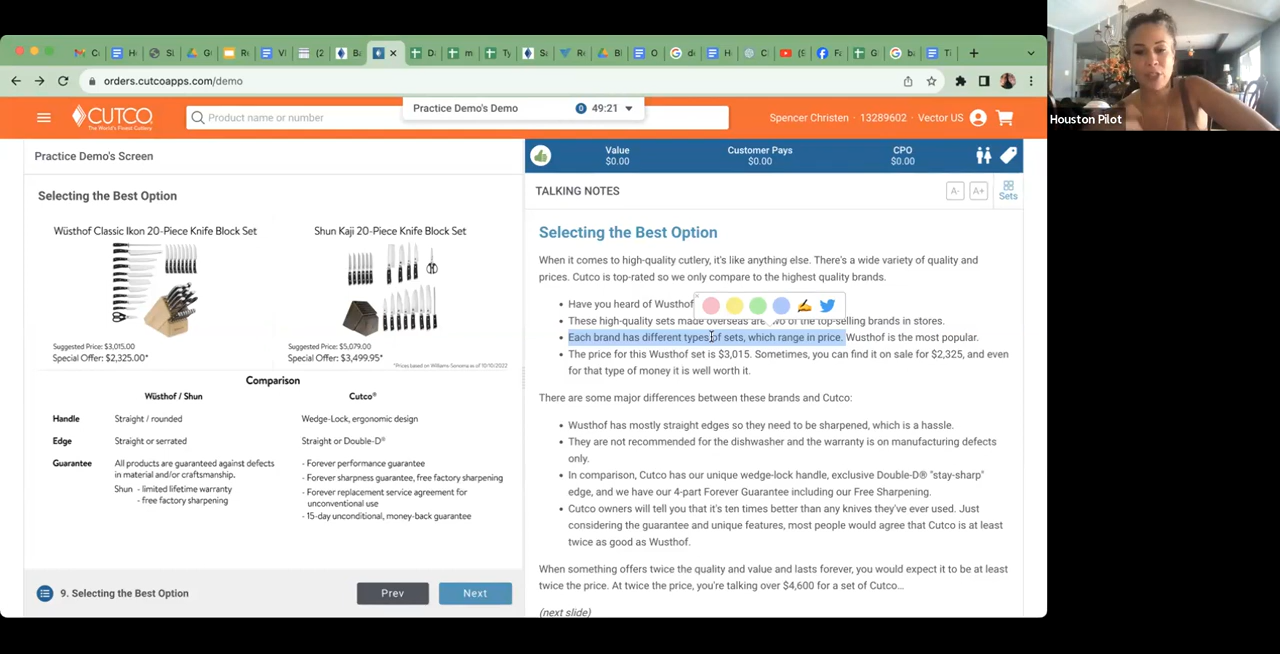 orders.cutcoapps.com/demo
CUTCO
The World's Finest Cutlery
Product name or number
Practice Demo's Demo
0 49:21
Spencer Christen · 13289602 · Vector US
Houston Pilot
Practice Demo's Screen
Selecting the Best Option
Wüsthof Classic Ikon 20-Piece Knife Block Set
Shun Kaji 20-Piece Knife Block Set
Suggested Price: $3,015.00
Special Offer: $2,325.00*
Suggested Price: $5,079.00
Special Offer: $3,499.95*
*Prices based on Williams-Sonoma as of 10/10/2022
Comparison
Wüsthof / Shun
Cutco®
Handle
Straight / rounded
Wedge-Lock, ergonomic design
Edge
Straight or serrated
Straight or Double-D®
Guarantee
All products are guaranteed against defects
in material and/or craftsmanship.
Shun - limited lifetime warranty
- free factory sharpening
- Forever performance guarantee
- Forever sharpness guarantee, free factory sharpening
- Forever replacement service agreement for
unconventional use
- 15-day unconditional, money-back guarantee
9. Selecting the Best Option
Prev
Next
Value
$0.00
Customer Pays
$0.00
CPO
$0.00
TALKING NOTES
A-
A+
Sets
Selecting the Best Option
When it comes to high-quality cutlery, it's like anything else. There's a wide variety of quality and
prices. Cutco is top-rated so we only compare to the highest quality brands.
• Have you heard of Wusthof
• These high-quality sets made overseas are two of the top-selling brands in stores.
• Each brand has different types of sets, which range in price. Wusthof is the most popular.
• The price for this Wusthof set is $3,015. Sometimes, you can find it on sale for $2,325, and even
for that type of money it is well worth it.
There are some major differences between these brands and Cutco:
• Wusthof has mostly straight edges so they need to be sharpened, which is a hassle.
• They are not recommended for the dishwasher and the warranty is on manufacturing defects
only.
• In comparison, Cutco has our unique wedge-lock handle, exclusive Double-D® "stay-sharp"
edge, and we have our 4-part Forever Guarantee including our Free Sharpening.
• Cutco owners will tell you that it's ten times better than any knives they've ever used. Just
considering the guarantee and unique features, most people would agree that Cutco is at least
twice as good as Wusthof.
When something offers twice the quality and value and lasts forever, you would expect it to be at least
twice the price. At twice the price, you're talking over $4,600 for a set of Cutco...
(next slide)